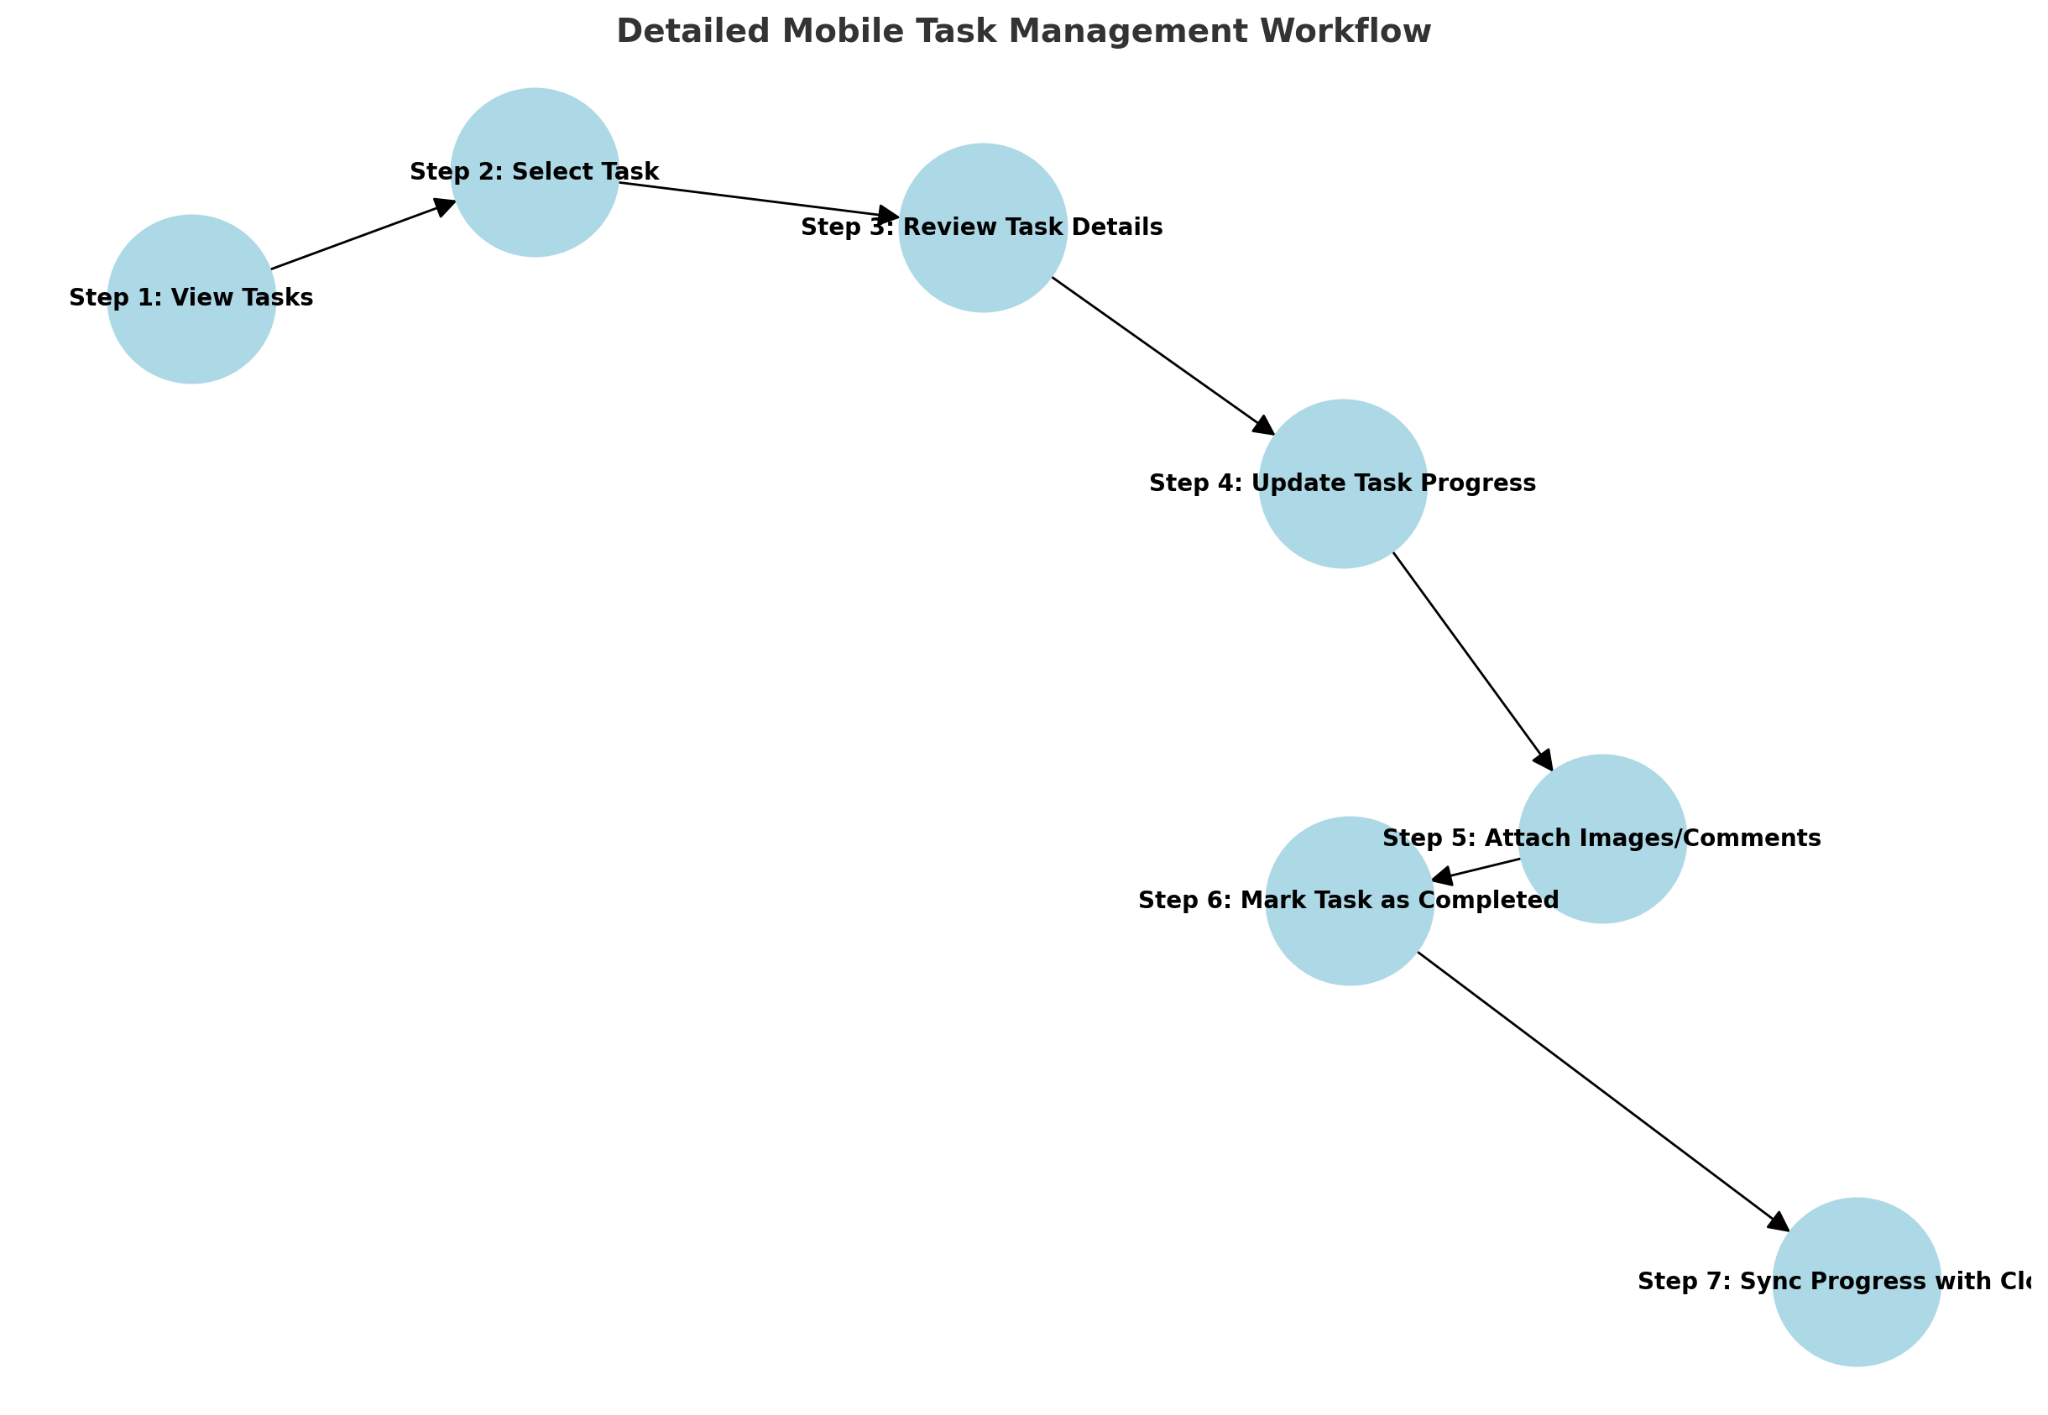 Detailed Mobile Task Management Workflow
Step 1: View Tasks
Step 2: Select Task
Step 3: Review Task Details
Step 4: Update Task Progress
Step 5: Attach Images/Comments
Step 6: Mark Task as Completed
Step 7: Sync Progress with